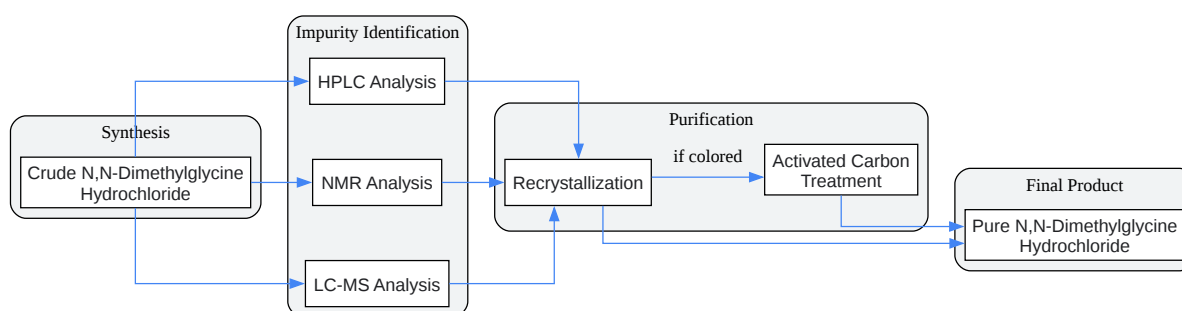 Synthesis
Crude N,N-Dimethylglycine
Hydrochloride
Impurity Identification
HPLC Analysis
NMR Analysis
LC-MS Analysis
Purification
Recrystallization
if colored
Activated Carbon
Treatment
Final Product
Pure N,N-Dimethylglycine
Hydrochloride